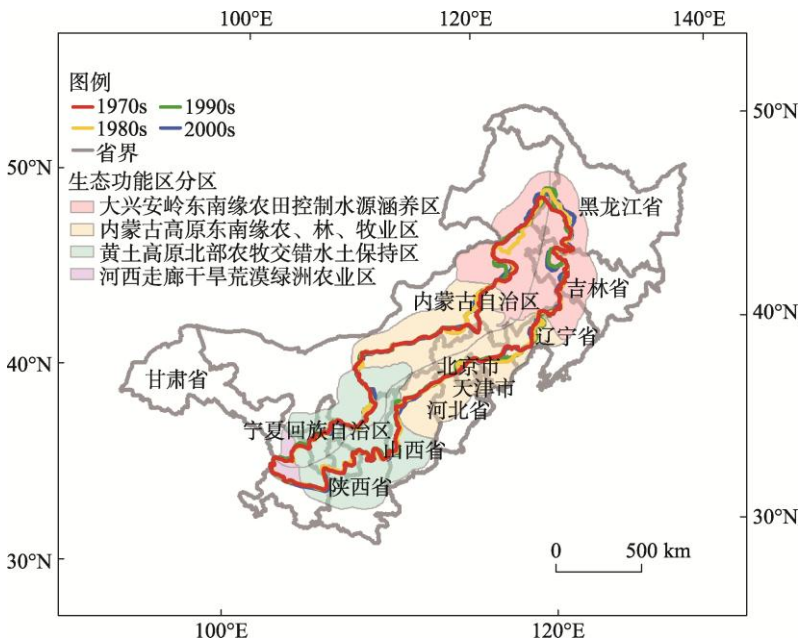 100°E 120°E 140°E
图例
1970s 1990s
1980s 2000s
省界
生态功能区分区
大兴安岭东南缘农田控制水源涵养区
内蒙古高原东南缘农、林、牧业区
黄土高原北部农牧交错水土保持区
河西走廊干旱荒漠绿洲农业区
50°N
50°N
黑龙江省
吉林省
内蒙古自治区
40°N
辽宁省
40°N
北京市
天津市
甘肃省
河北省
宁夏回族自治区
山西省
陕西省
30°N
30°N
0 500 km
100°E 120°E